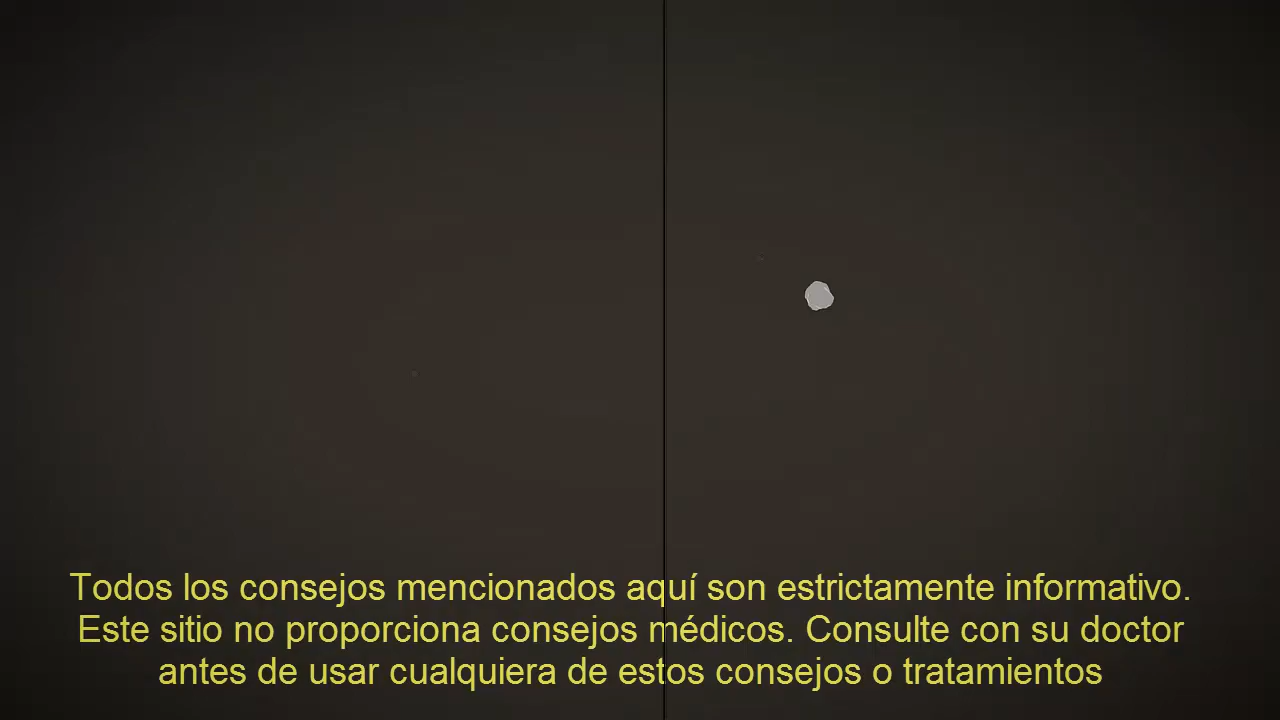 Todos los consejos mencionados aquí son estrictamente informativo.
Este sitio no proporciona consejos médicos. Consulte con su doctor
antes de usar cualquiera de estos consejos o tratamientos